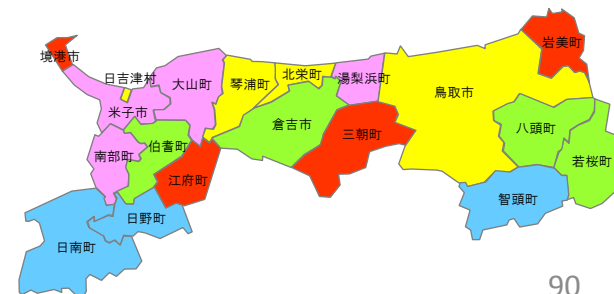 境港市
日吉津村
米子市
大山町
琴浦町
北栄町
湯梨浜町
鳥取市
岩美町
南部町
伯耆町
倉吉市
三朝町
八頭町
若桜町
江府町
智頭町
日南町
日野町
90